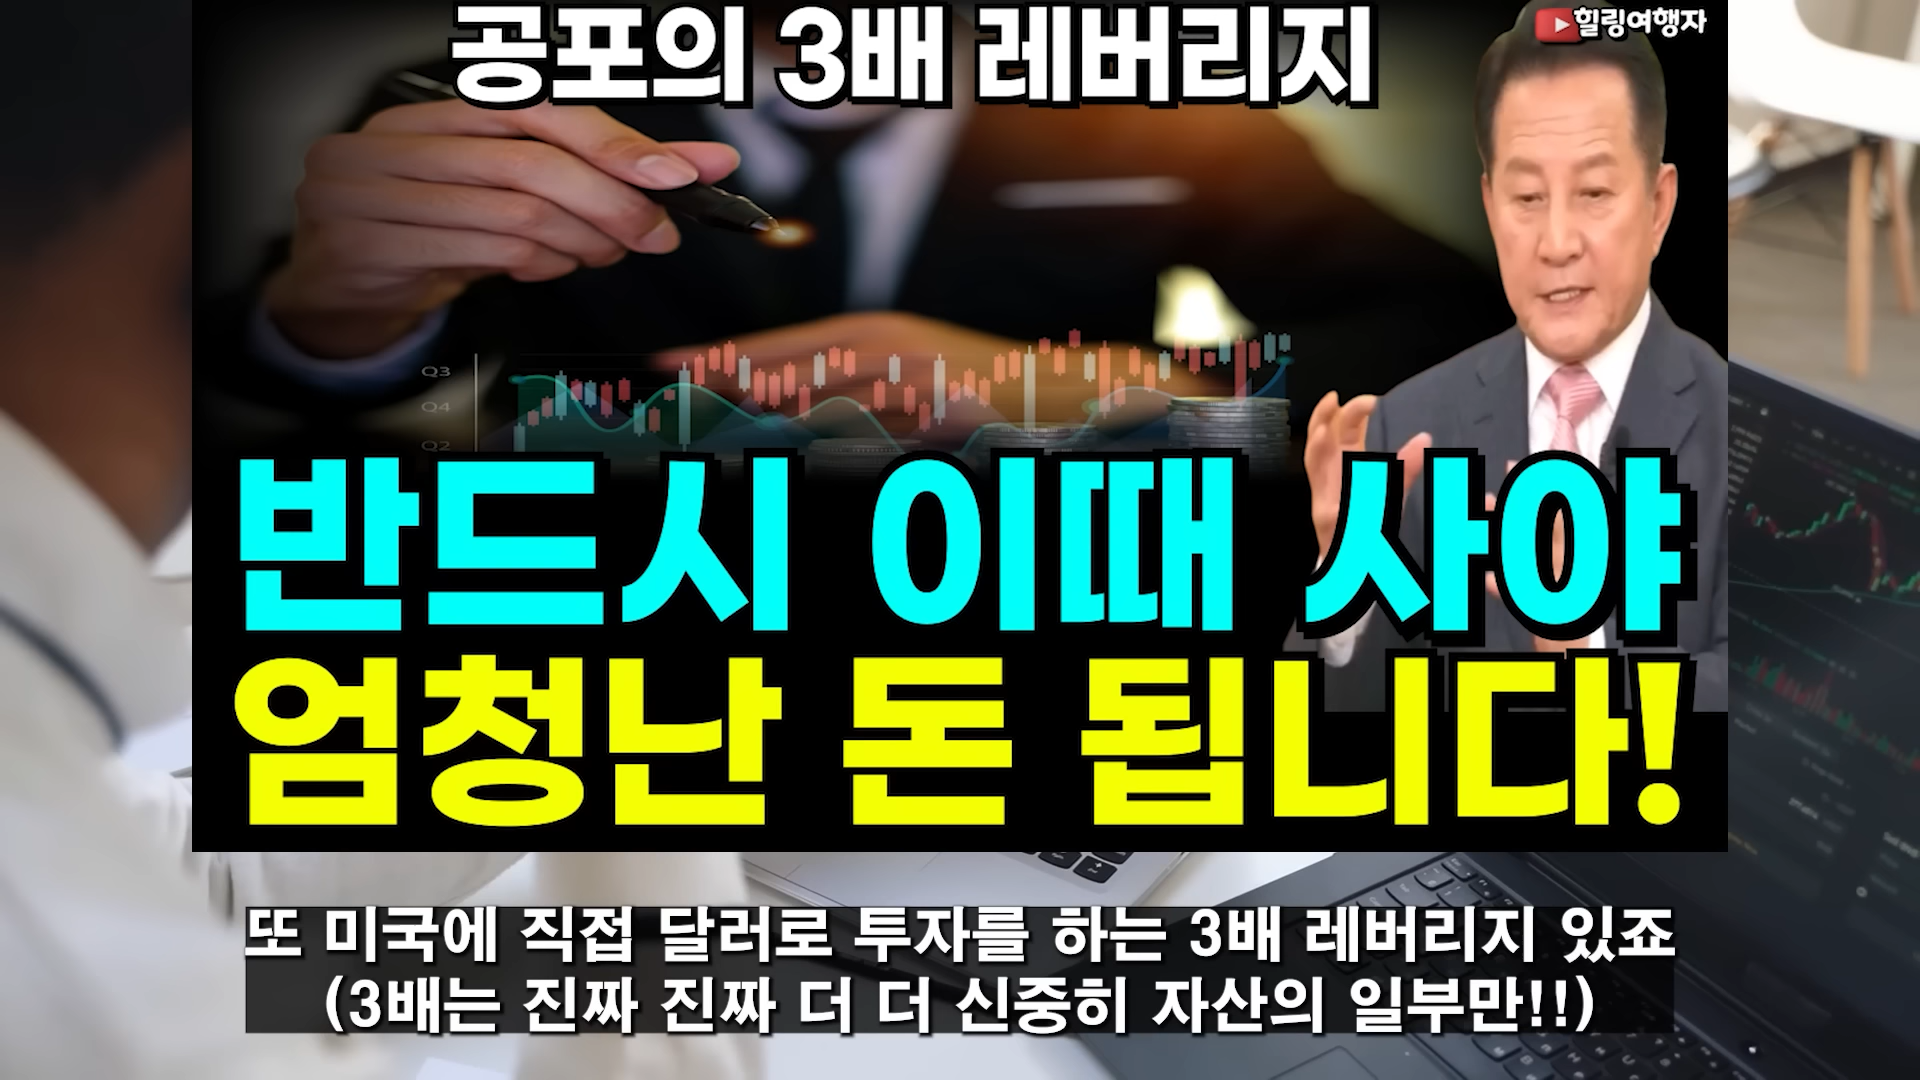 공포의 3배 레버리지
힐링여행자
Q3
Q4
Q2
반드시 이때 사야
엄청난 돈 됩니다!
또 미국에 직접 달러로 투자를 하는 3배 레버리지 있죠
(3배는 진짜 진짜 더 더 신중히 자산의 일부만!!)